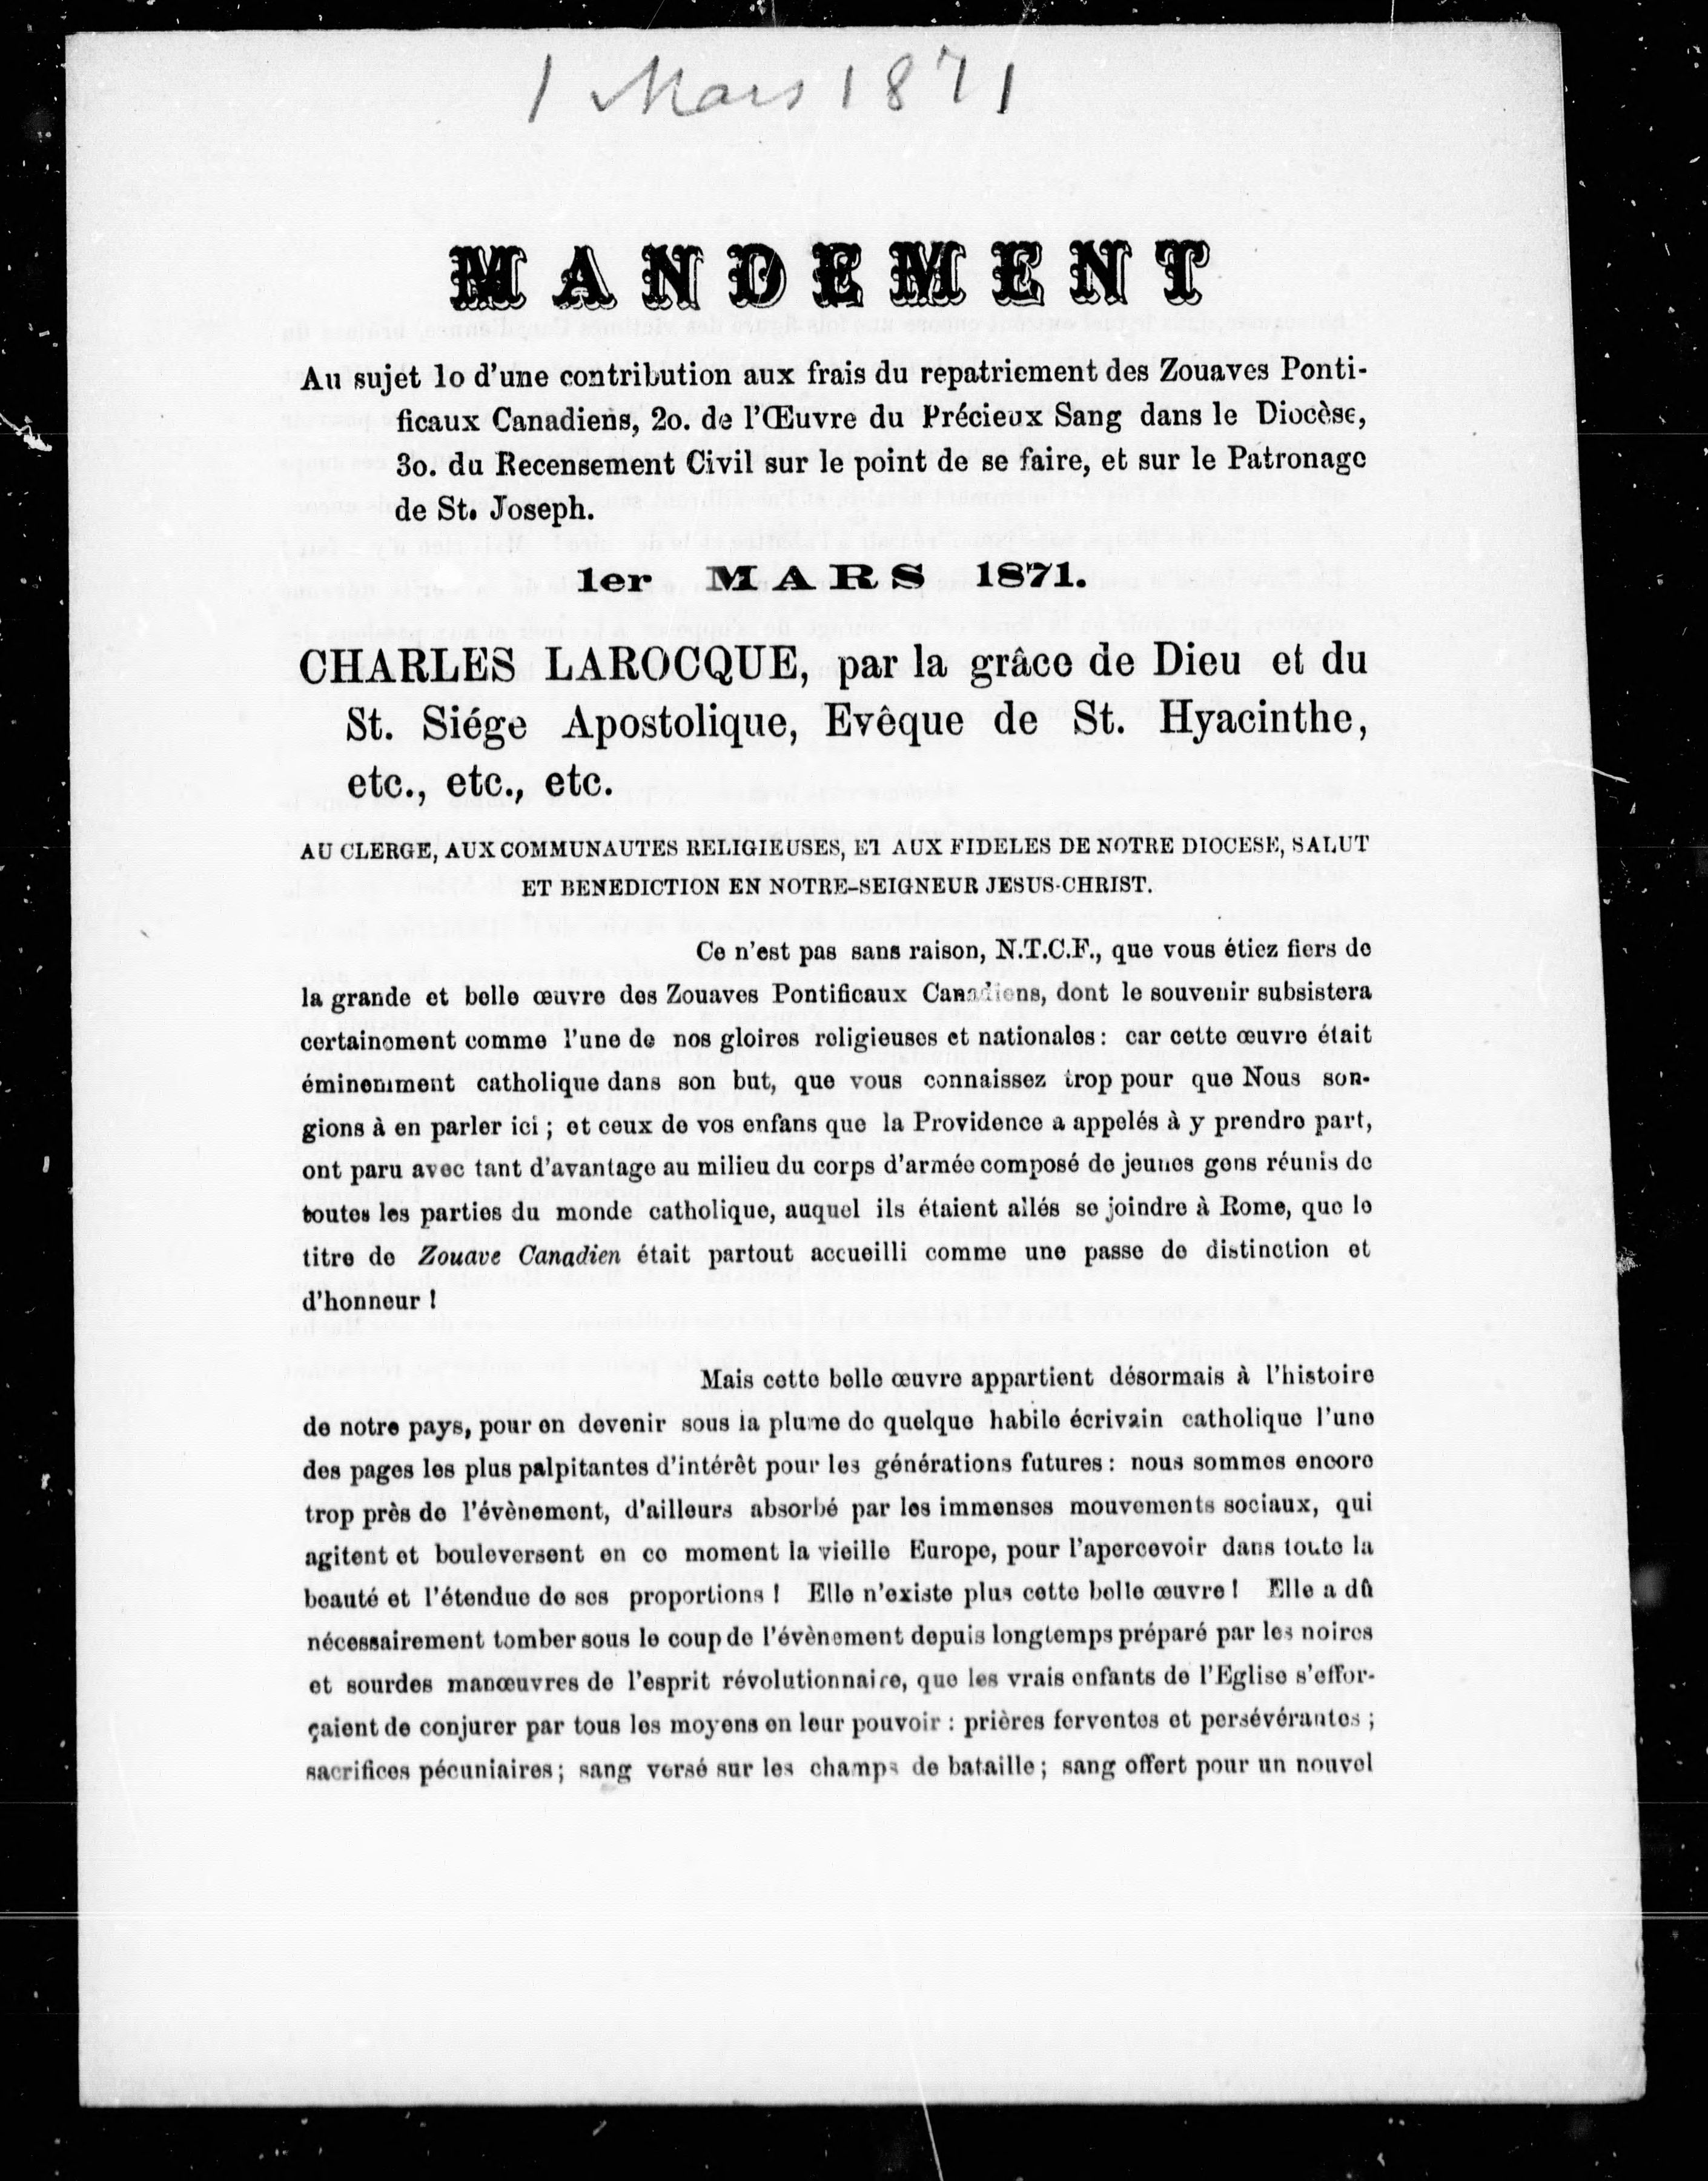 1 Mars 1871
MANDEMENT
Au sujet 1o d'une contribution aux frais du repatriement des Zouaves Ponti-
ficaux Canadiens, 2o. de l'Œuvre du Précieux Sang dans le Diocèse,
3o. du Recensement Civil sur le point de se faire, et sur le Patronage
de St. Joseph.
1er MARS 1871.
CHARLES LAROCQUE, par la grâce de Dieu et du
St. Siége Apostolique, Evêque de St. Hyacinthe,
etc., etc., etc.
AU CLERGE, AUX COMMUNAUTES RELIGIEUSES, ET AUX FIDELES DE NOTRE DIOCESE, SALUT
ET BENEDICTION EN NOTRE-SEIGNEUR JESUS-CHRIST.
Ce n'est pas sans raison, N.T.C.F., que vous étiez fiers de
la grande et belle œuvre des Zouaves Pontificaux Canadiens, dont le souvenir subsistera
certainement comme l'une de nos gloires religieuses et nationales : car cette œuvre était
éminemment catholique dans son but, que vous connaissez trop pour que Nous son-
gions à en parler ici ; et ceux de vos enfans que la Providence a appelés à y prendre part,
ont paru avec tant d'avantage au milieu du corps d'armée composé de jeunes gens réunis de
toutes les parties du monde catholique, auquel ils étaient allés se joindre à Rome, que le
titre de Zouave Canadien était partout accueilli comme une passe de distinction et
d'honneur !
Mais cette belle œuvre appartient désormais à l'histoire
de notre pays, pour en devenir sous la plume de quelque habile écrivain catholique l'une
des pages les plus palpitantes d'intérêt pour les générations futures : nous sommes encore
trop près de l'évènement, d'ailleurs absorbé par les immenses mouvements sociaux, qui
agitent et bouleversent en ce moment la vieille Europe, pour l'apercevoir dans toute la
beauté et l'étendue de ses proportions ! Elle n'existe plus cette belle œuvre ! Elle a dû
nécessairement tomber sous le coup de l'évènement depuis longtemps préparé par les noires
et sourdes manœuvres de l'esprit révolutionnaire, que les vrais enfants de l'Eglise s'effor-
çaient de conjurer par tous les moyens en leur pouvoir : prières ferventes et persévérantes ;
sacrifices pécuniaires ; sang versé sur les champs de bataille ; sang offert pour un nouvel